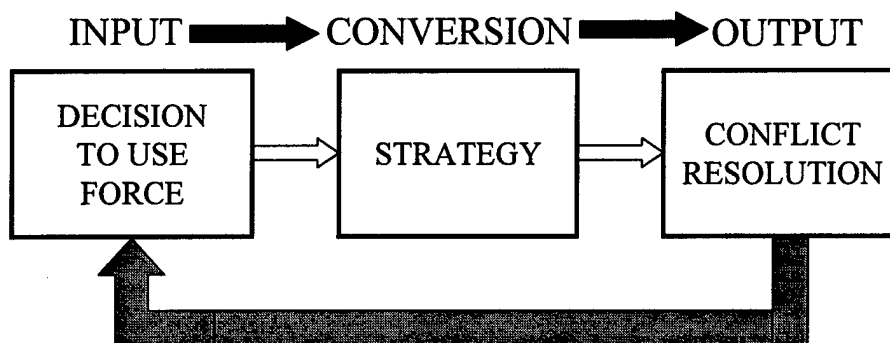 INPUT CONVERSION OUTPUT
DECISION
TO USE
FORCE
STRATEGY
CONFLICT
RESOLUTION